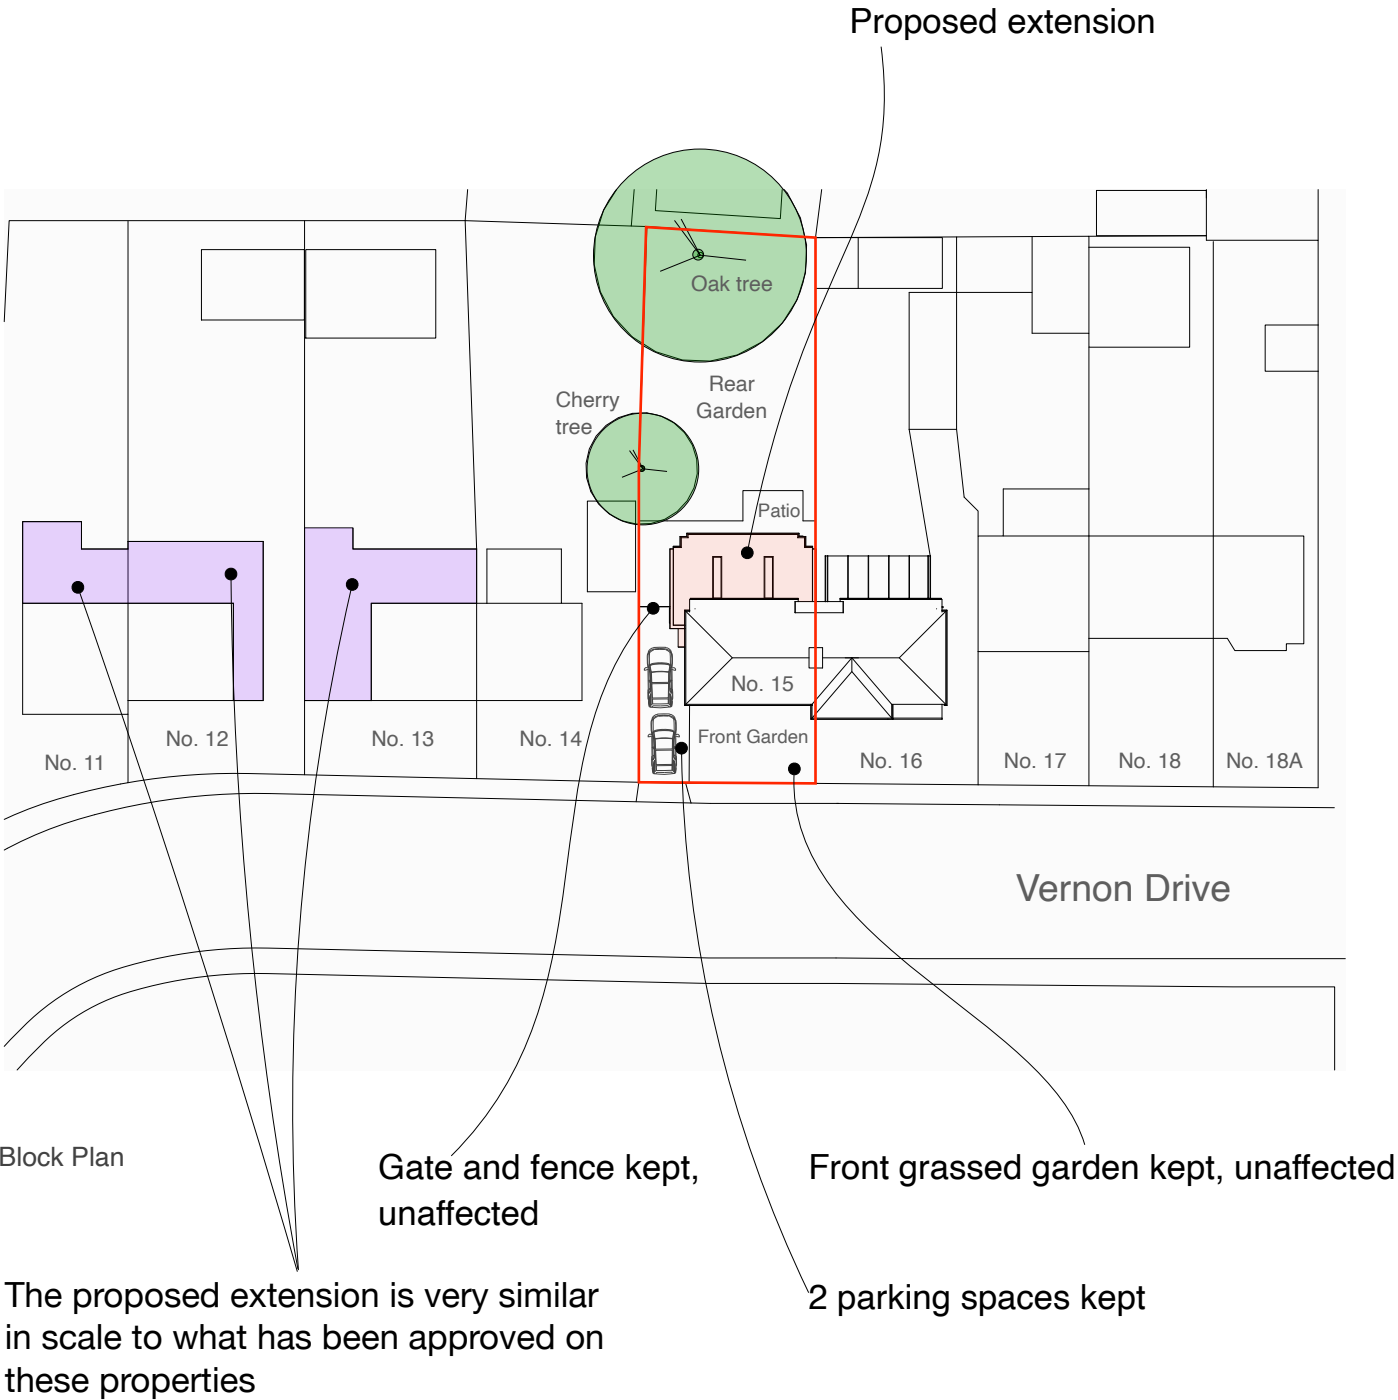 Proposed extension
Oak tree
Rear
Garden
Cherry
tree
Patio
No. 15
Front Garden
No. 11
No. 12
No. 13
No. 14
No. 16
No. 17
No. 18
No. 18A
Vernon Drive
Block Plan
Gate and fence kept,
unaffected
Front grassed garden kept, unaffected
The proposed extension is very similar
in scale to what has been approved on
these properties
2 parking spaces kept